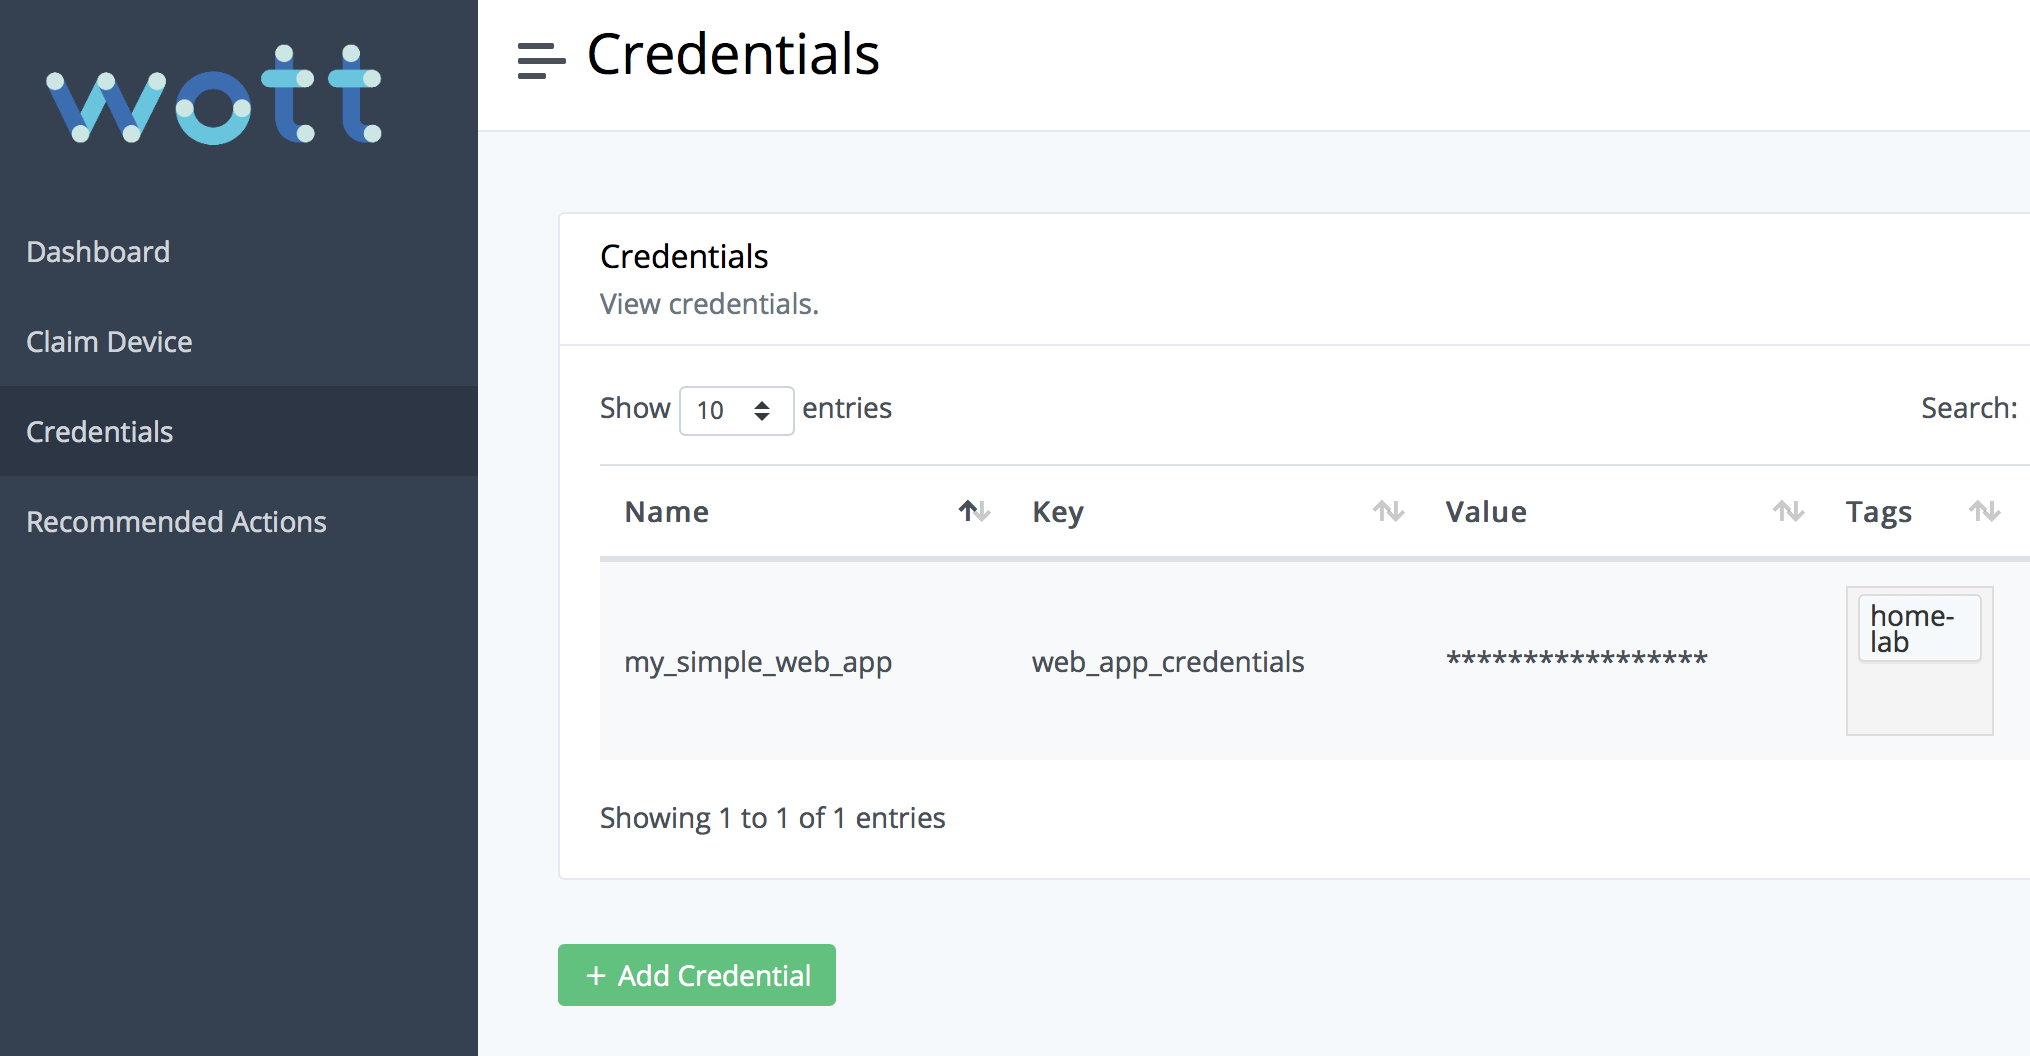 wott
Credentials
Dashboard
Claim Device
Credentials
Recommended Actions
Credentials
View credentials.
Show 10 entries
Search:
Name Key Value Tags
my_simple_web_app web_app_credentials ***************** home-
lab
Showing 1 to 1 of 1 entries
+ Add Credential